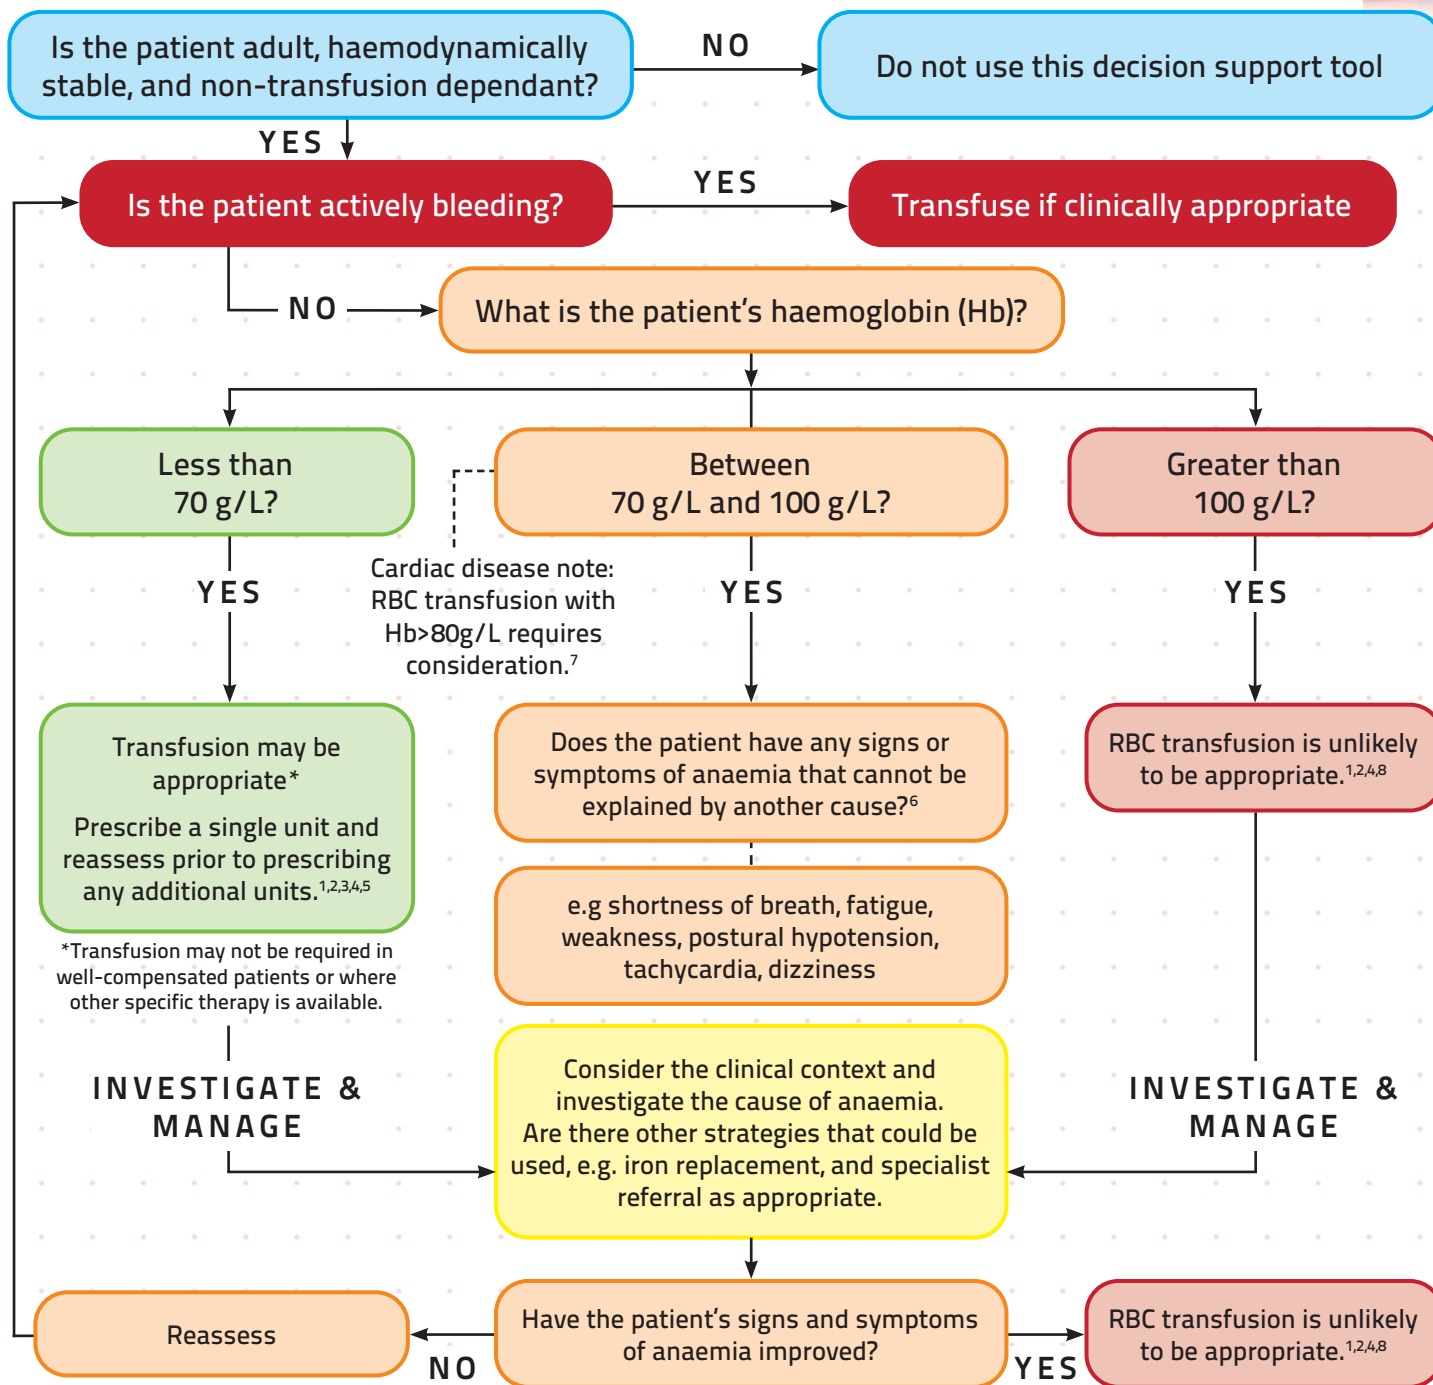 Is the patient adult, haemodynamically
stable, and non-transfusion dependant?
NO
Do not use this decision support tool
YES
Is the patient actively bleeding?
YES
Transfuse if clinically appropriate
NO
What is the patient's haemoglobin (Hb)?
Less than
70 g/L?
Between
70 g/L and 100 g/L?
Greater than
100 g/L?
YES
Cardiac disease note:
RBC transfusion with
Hb>80g/L requires
consideration.7
YES
YES
Transfusion may be
appropriate*
Prescribe a single unit and
reassess prior to prescribing
any additional units.1,2,3,4,5
*Transfusion may not be required in
well-compensated patients or where
other specific therapy is available.
Does the patient have any signs or
symptoms of anaemia that cannot be
explained by another cause?6
e.g shortness of breath, fatigue,
weakness, postural hypotension,
tachycardia, dizziness
RBC transfusion is unlikely
to be appropriate.1,2,4,8
INVESTIGATE &
MANAGE
Consider the clinical context and
investigate the cause of anaemia.
Are there other strategies that could be
used, e.g. iron replacement, and specialist
referral as appropriate.
INVESTIGATE &
MANAGE
Reassess
NO
Have the patient's signs and symptoms
of anaemia improved?
YES
RBC transfusion is unlikely
to be appropriate.1,2,4,8